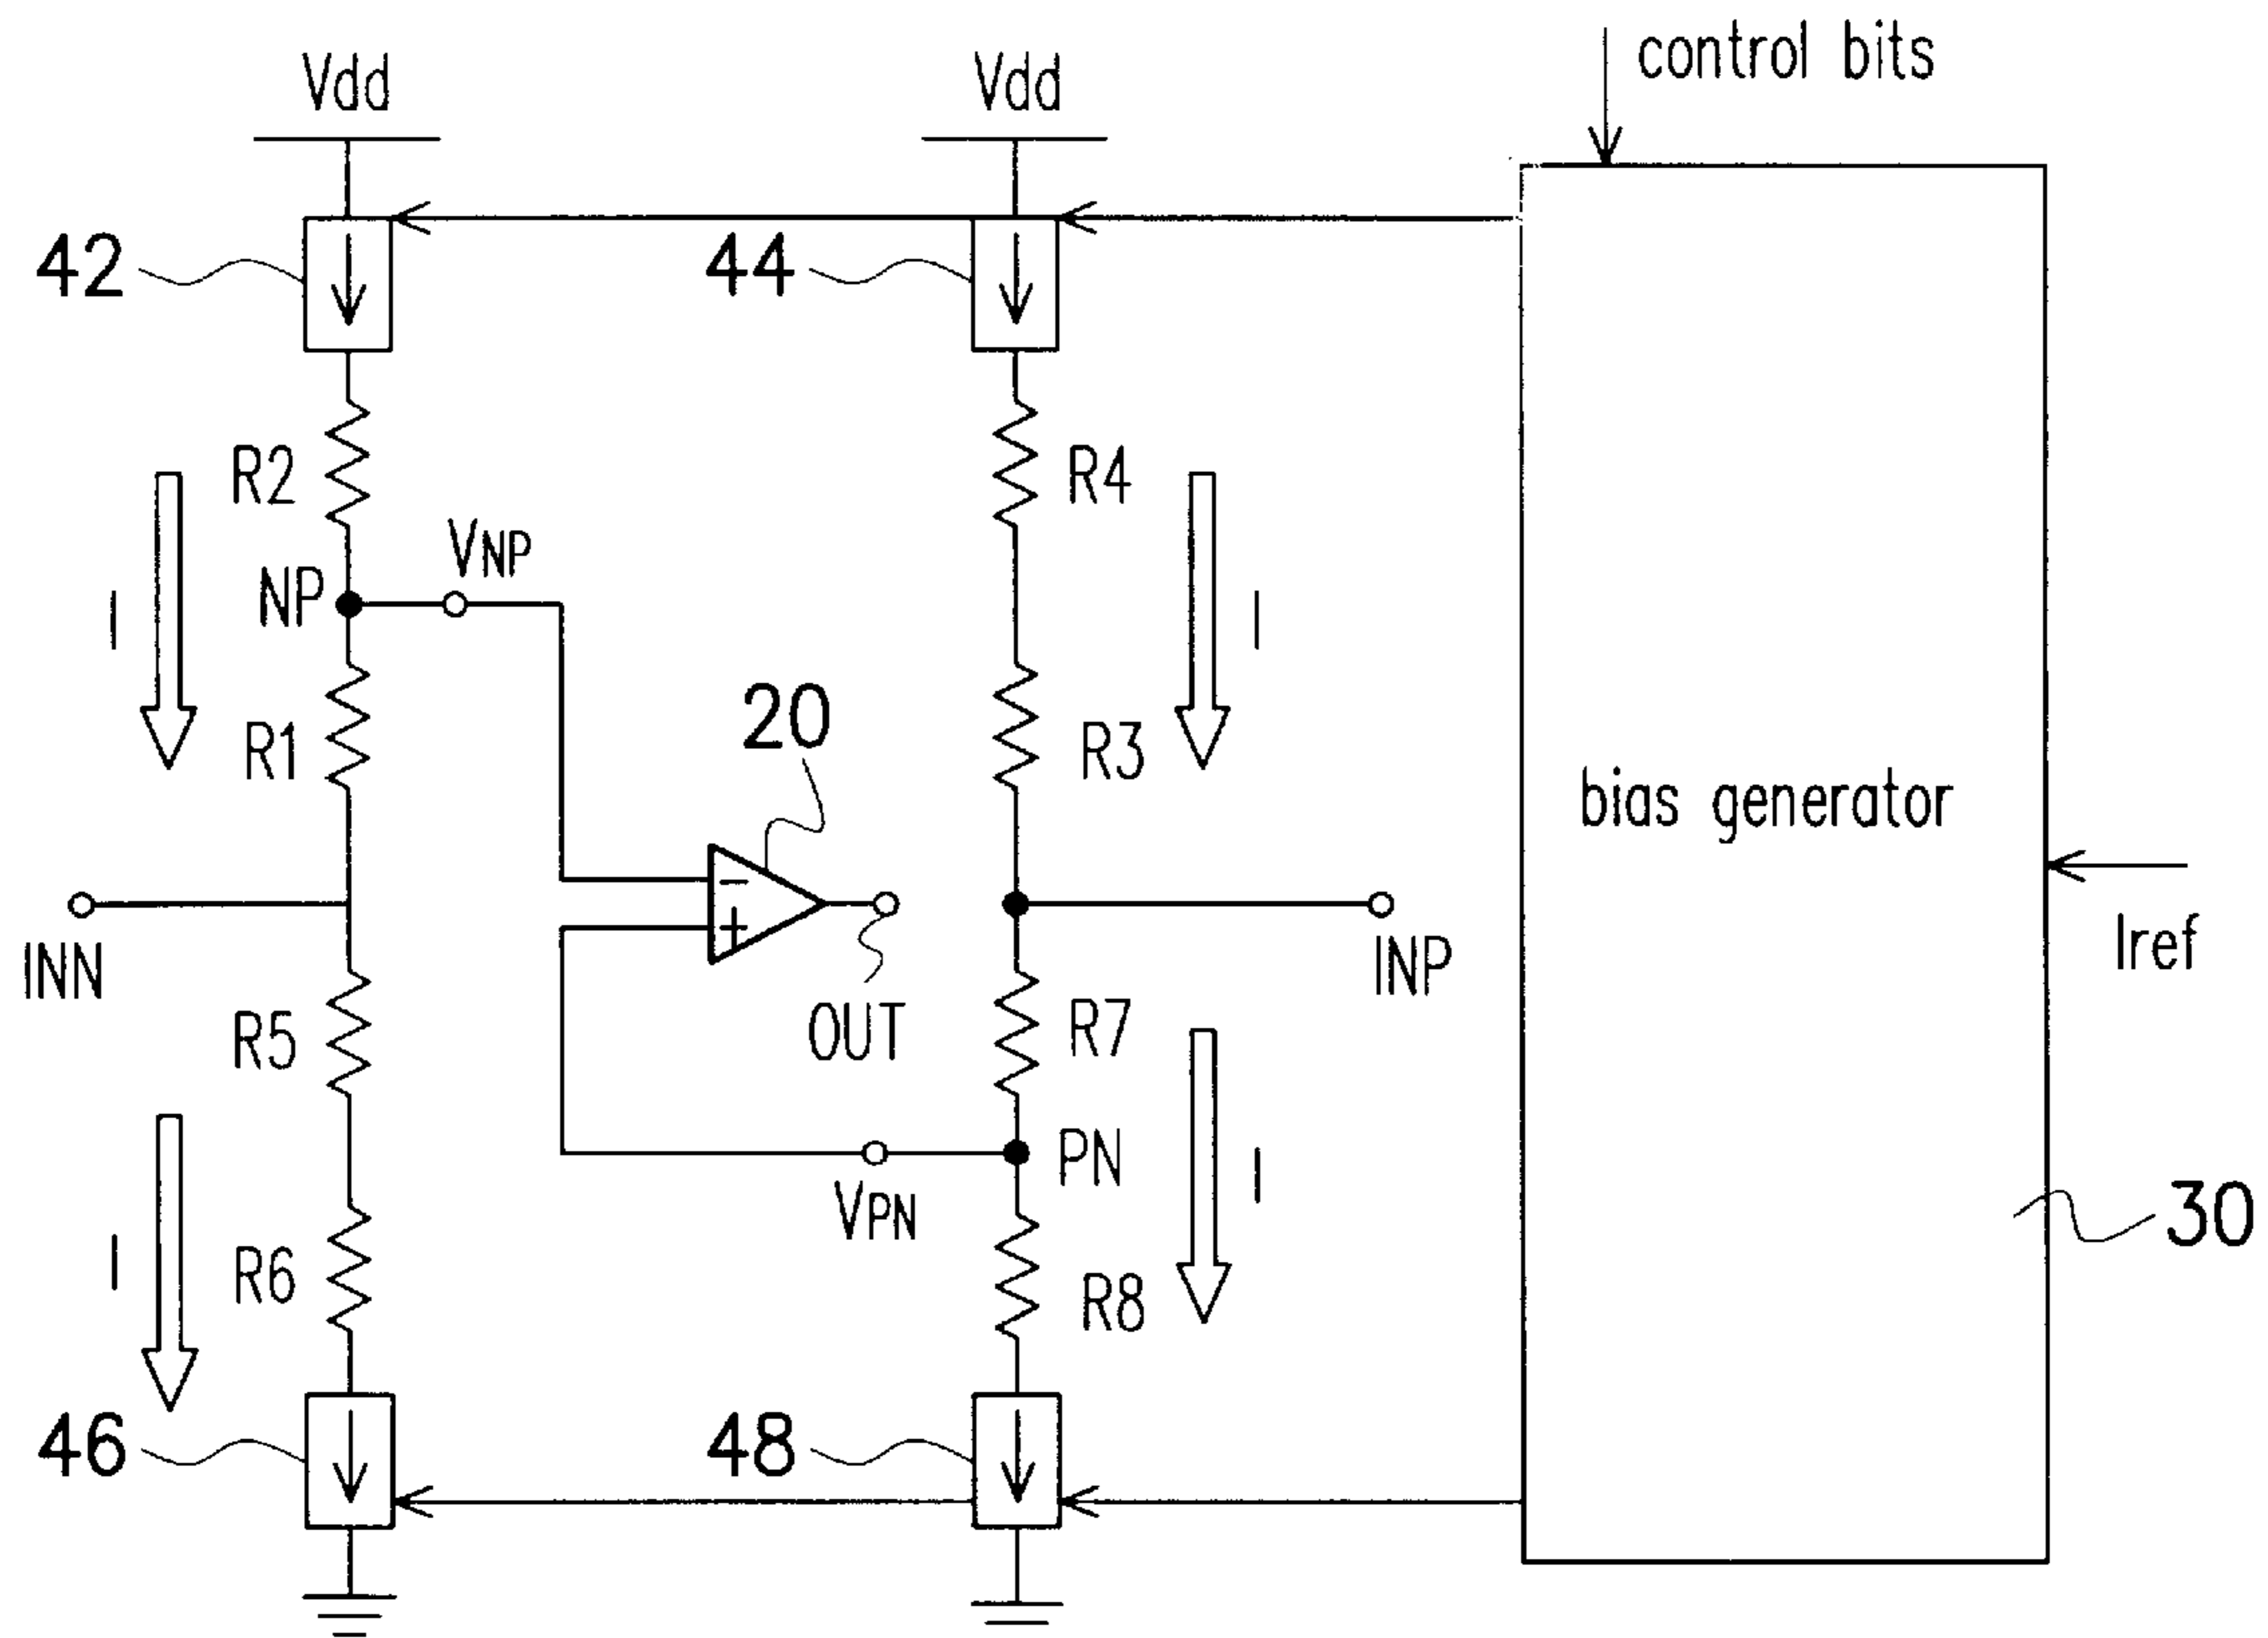 control bits
Vdd
Vdd
42
44
R2
R4
VNP
NP
I
I
20
R1
R3
bias generator
INN
INP
Iref
R5
OUT
R7
PN
VPN
I
I
30
R6
R8
46
48